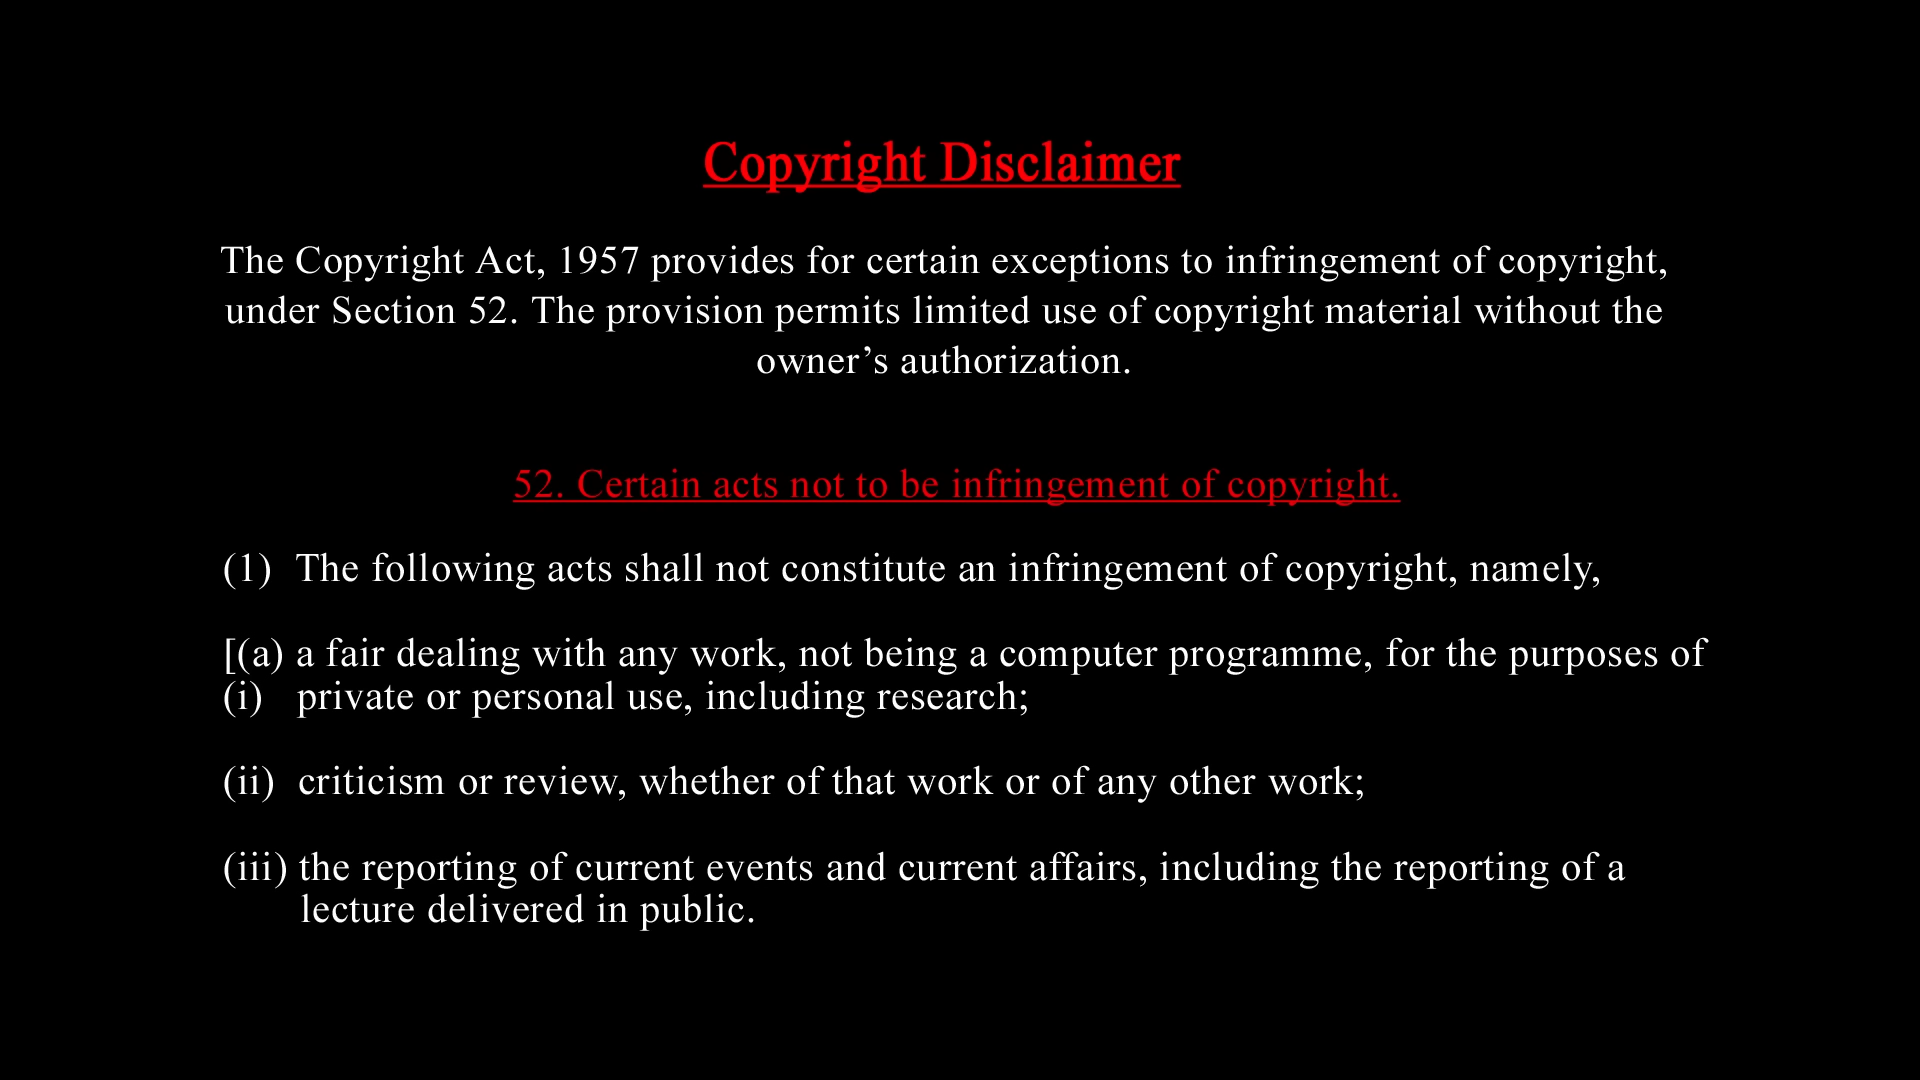 Copyright Disclaimer
The Copyright Act, 1957 provides for certain exceptions to infringement of copyright,
under Section 52. The provision permits limited use of copyright material without the
owner’s authorization.
52. Certain acts not to be infringement of copyright.
(1) The following acts shall not constitute an infringement of copyright, namely,
[(a) a fair dealing with any work, not being a computer programme, for the purposes of
(i) private or personal use, including research;
(ii) criticism or review, whether of that work or of any other work;
(iii) the reporting of current events and current affairs, including the reporting of a
lecture delivered in public.